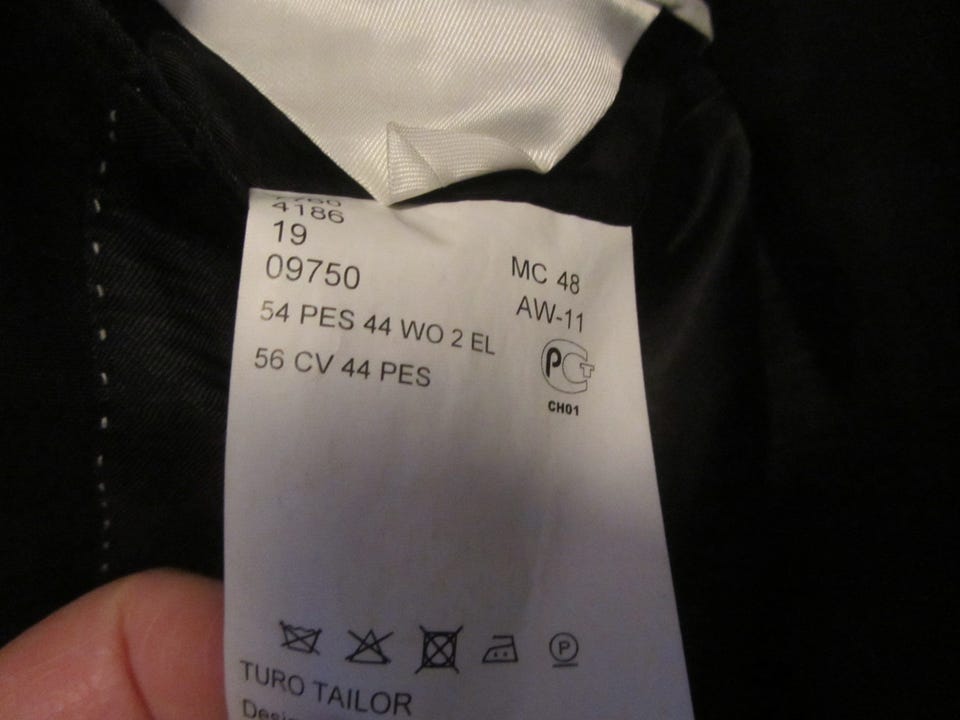 4186
19
09750
MC 48
AW-11
54 PES 44 WO 2 EL
56 CV 44 PES
PCT
CH01
P
TURO TAILOR